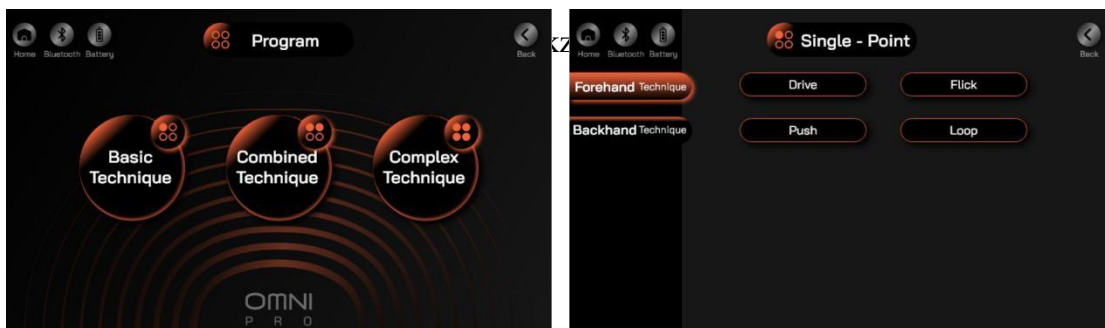 Program
Home Bluetooth Battery
Back
Basic
Technique
Combined
Technique
Complex
Technique
OMNI
PRO
Single - Point
Home Bluetooth Battery
Back
Forehand Technique
Drive
Flick
Backhand Technique
Push
Loop